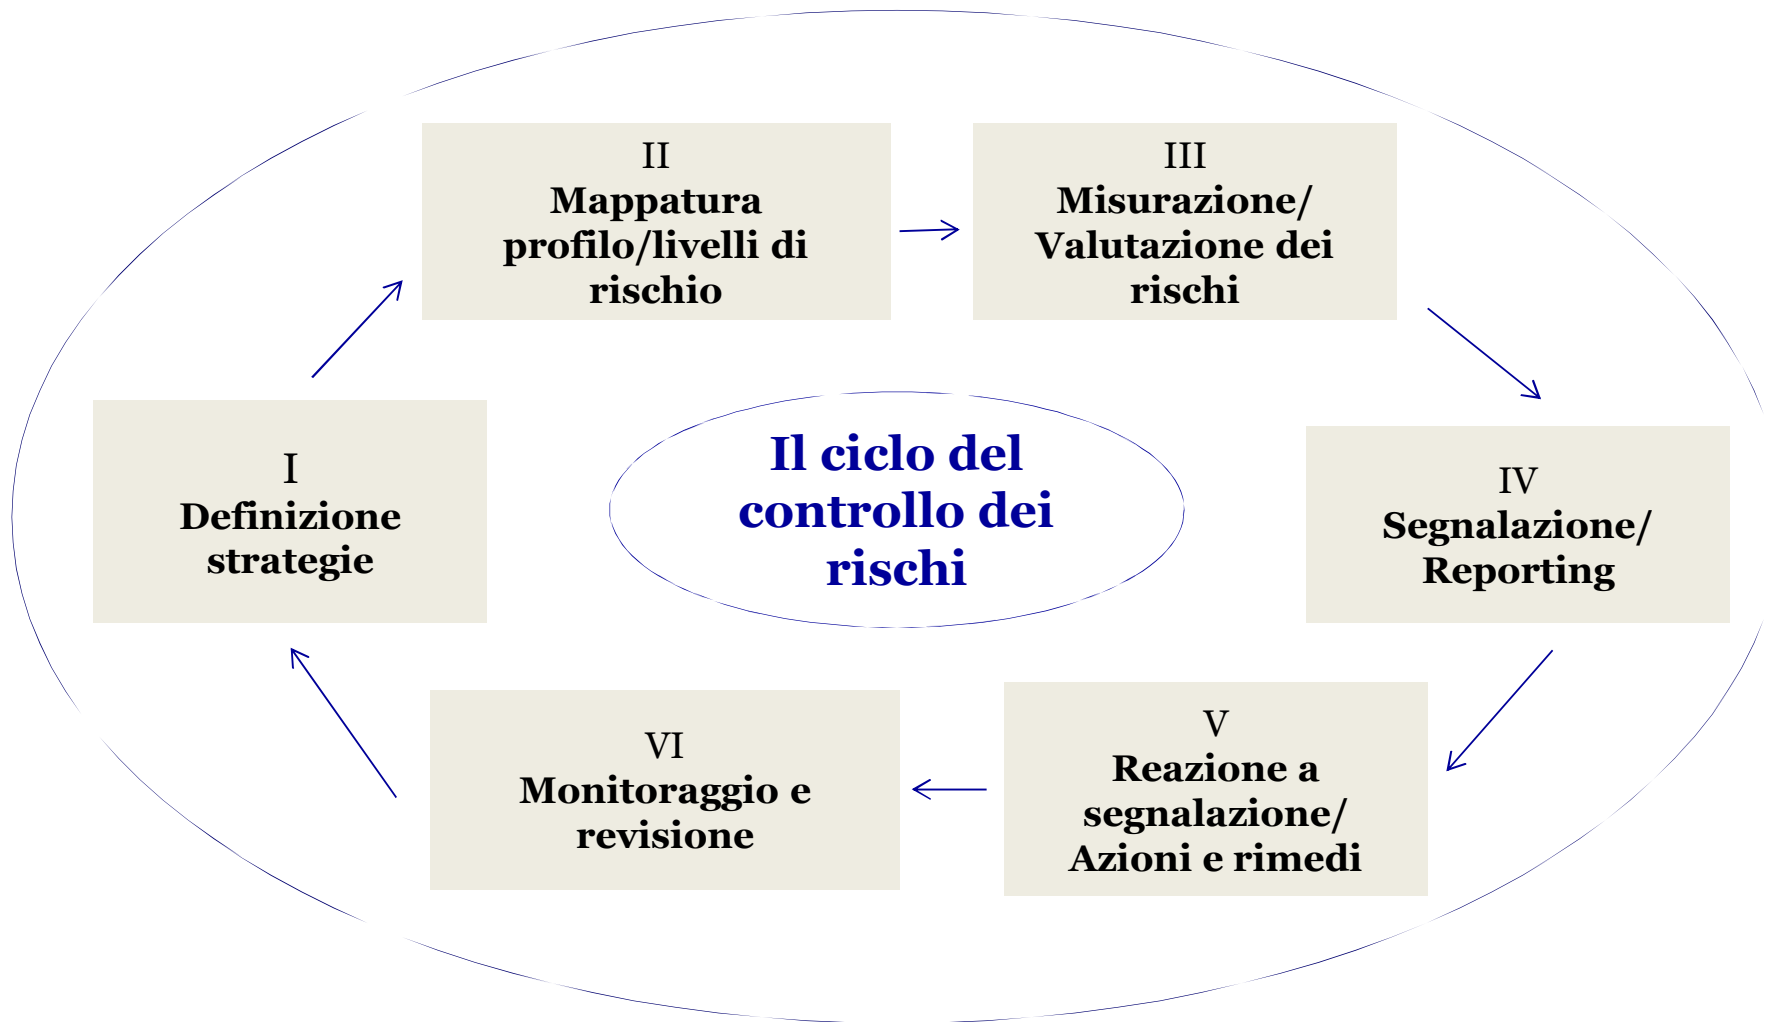 II
Mappatura
profilo/livelli di
rischio
III
Misurazione/
Valutazione dei
rischi
I
Definizione
strategie
Il ciclo del
controllo dei
rischi
IV
Segnalazione/
Reporting
VI
Monitoraggio e
revisione
V
Reazione a
segnalazione/
Azioni e rimedi